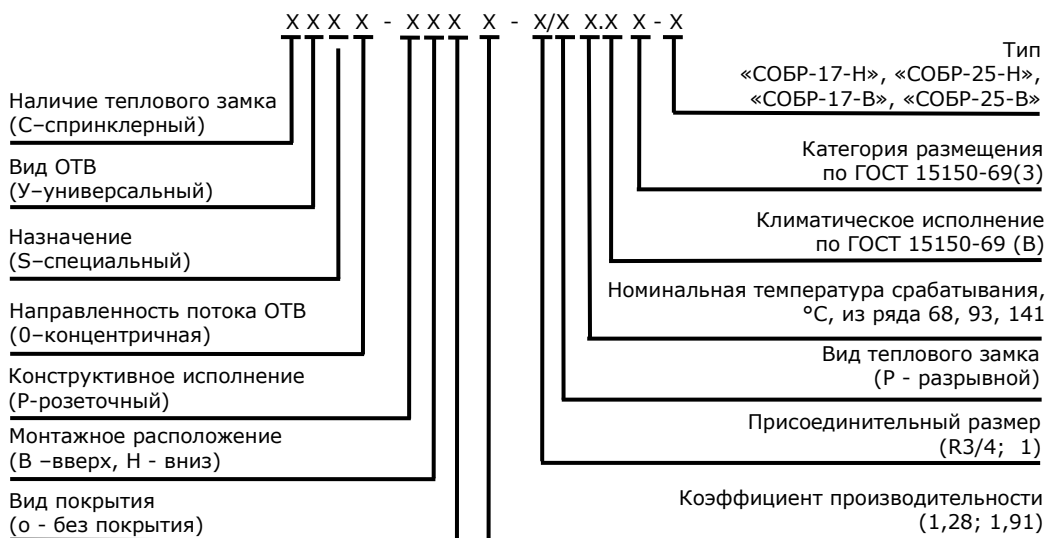 X X X X - X X X X - X/X X.X X - X
Наличие теплового замка
(С–спринклерный)
Вид ОТВ
(У–универсальный)
Назначение
(S–специальный)
Направленность потока ОТВ
(0–концентричная)
Конструктивное исполнение
(Р-розеточный)
Монтажное расположение
(В –вверх, Н - вниз)
Вид покрытия
(о - без покрытия)
Тип
«СОБР-17-Н», «СОБР-25-Н»,
«СОБР-17-В», «СОБР-25-В»
Категория размещения
по ГОСТ 15150-69(3)
Климатическое исполнение
по ГОСТ 15150-69 (В)
Номинальная температура срабатывания,
°С, из ряда 68, 93, 141
Вид теплового замка
(Р - разрывной)
Присоединительный размер
(R3/4; 1)
Коэффициент производительности
(1,28; 1,91)